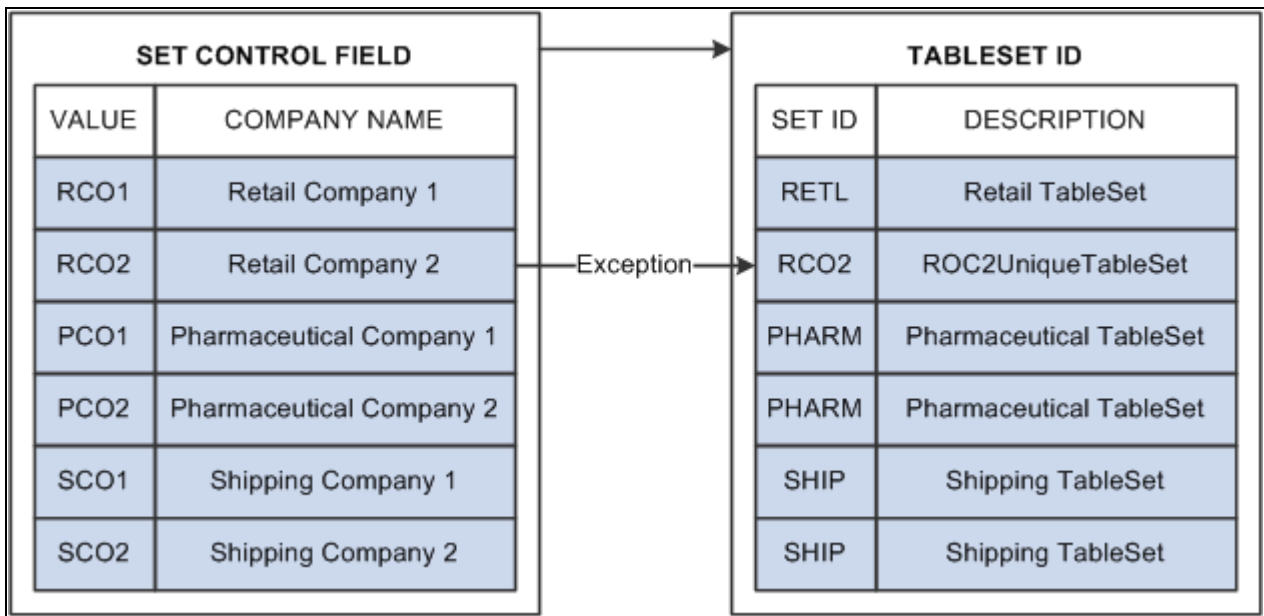 SET CONTROL FIELD
VALUE COMPANY NAME
RCO1 Retail Company 1
RCO2 Retail Company 2
PCO1 Pharmaceutical Company 1
PCO2 Pharmaceutical Company 2
SCO1 Shipping Company 1
SCO2 Shipping Company 2
Exception
TABLESET ID
SET ID DESCRIPTION
RETL Retail TableSet
RCO2 ROC2UniqueTableSet
PHARM Pharmaceutical TableSet
PHARM Pharmaceutical TableSet
SHIP Shipping TableSet
SHIP Shipping TableSet